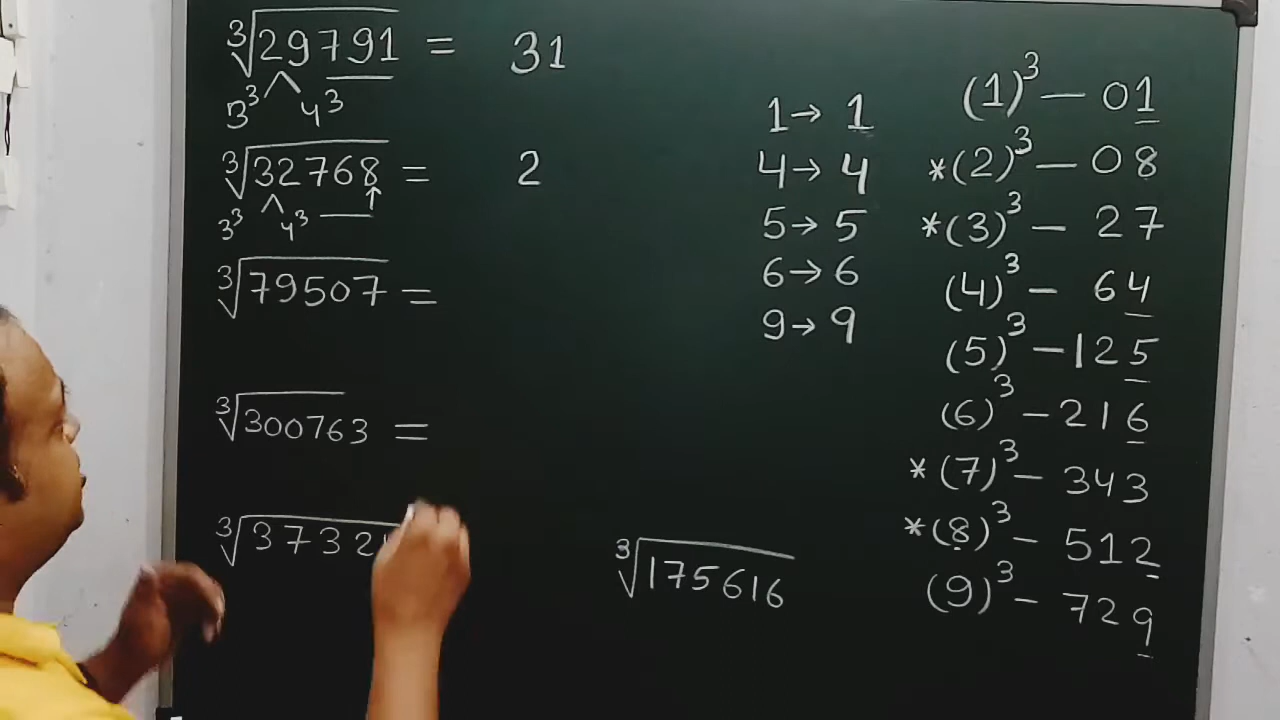 ∛29791 = 31
3³ 4³
∛32768 = 2
3³ 4³
∛79507 =
∛300763 =
∛3732
∛175616
1→ 1
4→ 4
5→ 5
6→ 6
9→ 9
(1)³ — 01
*(2)³ — 08
*(3)³ — 27
(4)³ — 64
(5)³ — 125
(6)³ — 216
*(7)³ — 343
*(8)³ — 512
(9)³ — 729